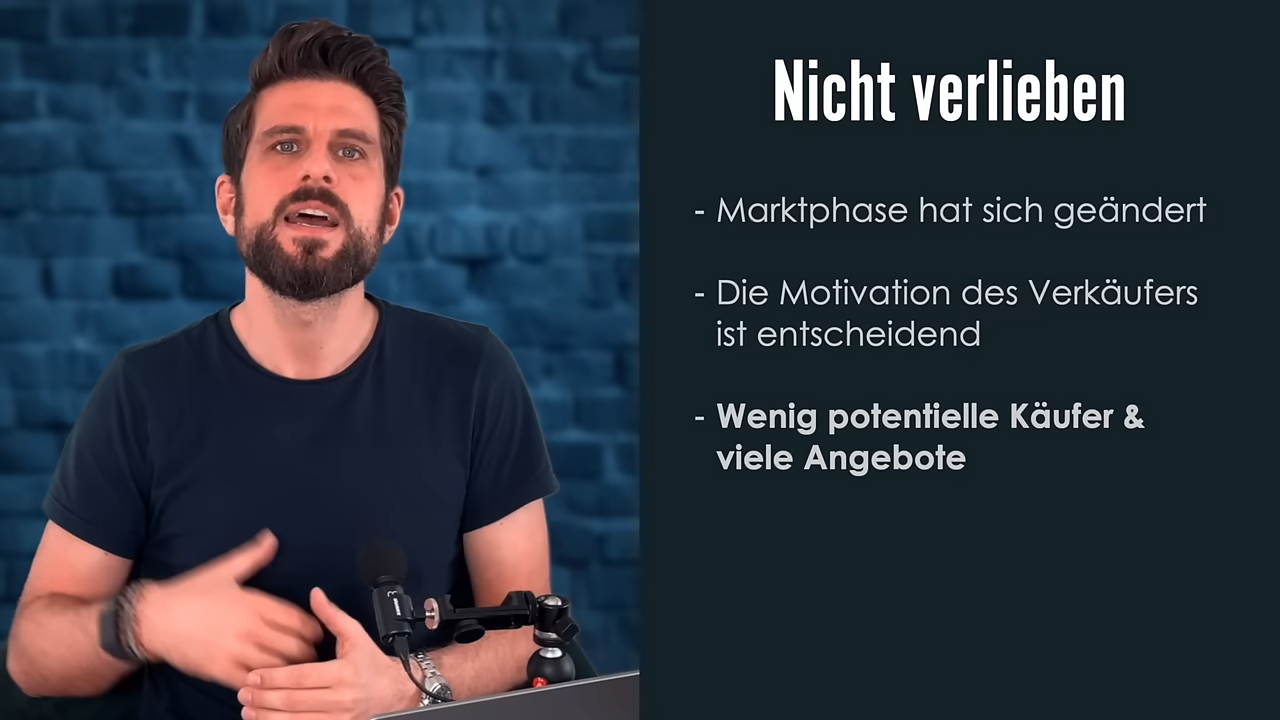 Nicht verlieben
- Marktphase hat sich geändert
- Die Motivation des Verkäufers
ist entscheidend
- Wenig potentielle Käufer &
viele Angebote